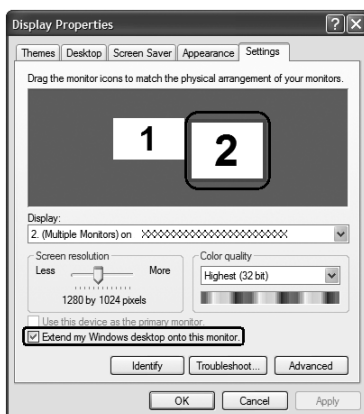 Display Properties
Themes Desktop Screen Saver Appearance Settings
Drag the monitor icons to match the physical arrangement of your monitors.
1 2
Display:
2. (Multiple Monitors) on XXXXXXXXXXXXXXXXXXXXXX
Screen resolution Color quality
Less More Highest (32 bit)
1280 by 1024 pixels
Use this device as the primary monitor.
Extend my Windows desktop onto this monitor.
Identify Troubleshoot... Advanced
OK Cancel Apply